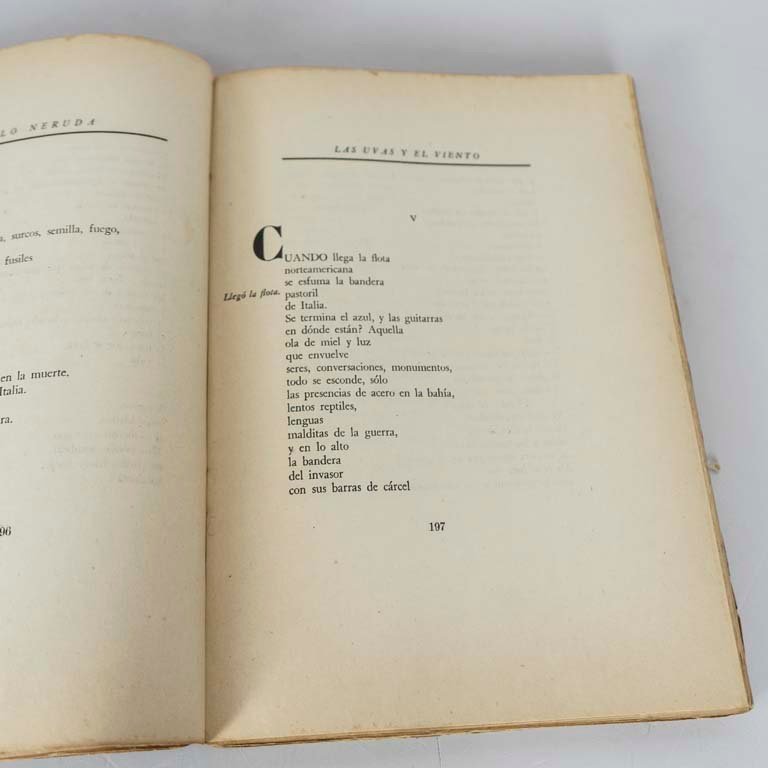 LO NERUDA
, surcos, semilla, fuego,
fusiles
en la muerte.
Italia.
ra.
96
LAS UVAS Y EL VIENTO
V
CUANDO llega la flota
norteamericana
se esfuma la bandera
Llegó la flota. pastoril
de Italia.
Se termina el azul, y las guitarras
en dónde están? Aquella
ola de miel y luz
que envuelve
seres, conversaciones, monumentos,
todo se esconde, sólo
las presencias de acero en la bahía,
lentos reptiles,
lenguas
malditas de la guerra,
y en lo alto
la bandera
del invasor
con sus barras de cárcel
197